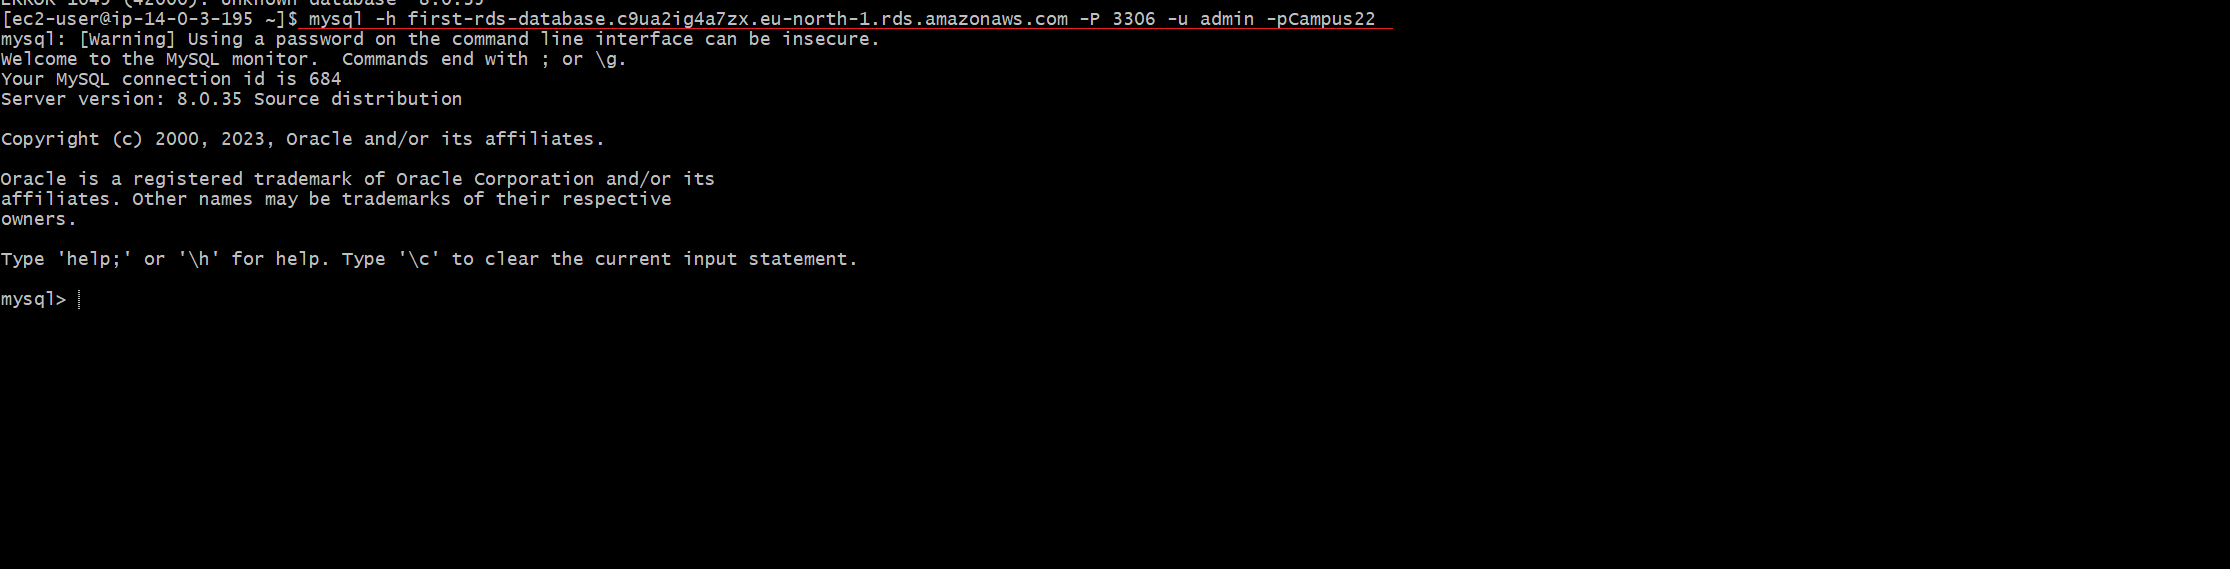 ERROR 1049 (42000): Unknown database '8.0.35'
[ec2-user@ip-14-0-3-195 ~]$ mysql -h first-rds-database.c9ua2ig4a7zx.eu-north-1.rds.amazonaws.com -P 3306 -u admin -pCampus22
mysql: [Warning] Using a password on the command line interface can be insecure.
Welcome to the MySQL monitor.  Commands end with ; or \g.
Your MySQL connection id is 684
Server version: 8.0.35 Source distribution
Copyright (c) 2000, 2023, Oracle and/or its affiliates.
Oracle is a registered trademark of Oracle Corporation and/or its
affiliates. Other names may be trademarks of their respective
owners.
Type 'help;' or '\h' for help. Type '\c' to clear the current input statement.
mysql>